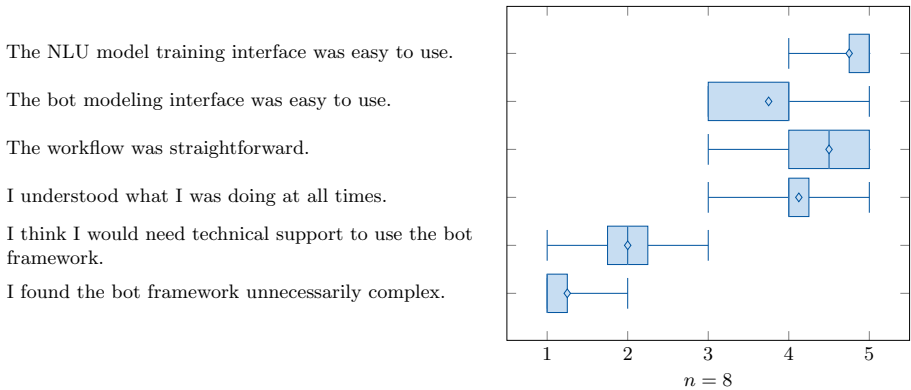 The NLU model training interface was easy to use.
The bot modeling interface was easy to use.
The workflow was straightforward.
I understood what I was doing at all times.
I think I would need technical support to use the bot
framework.
I found the bot framework unnecessarily complex.
1 2 3 4 5
n = 8